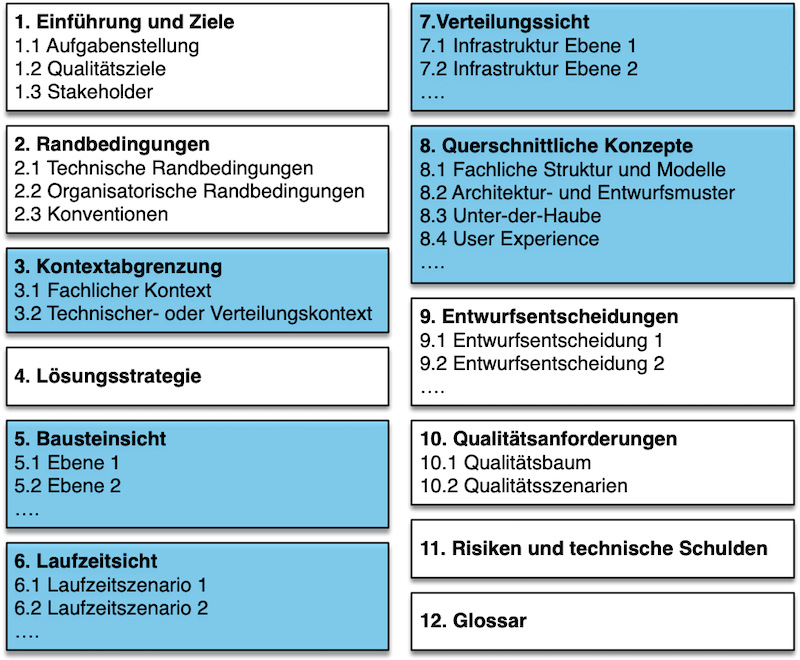 1. Einführung und Ziele
1.1 Aufgabenstellung
1.2 Qualitätsziele
1.3 Stakeholder
2. Randbedingungen
2.1 Technische Randbedingungen
2.2 Organisatorische Randbedingungen
2.3 Konventionen
3. Kontextabgrenzung
3.1 Fachlicher Kontext
3.2 Technischer- oder Verteilungskontext
4. Lösungsstrategie
5. Bausteinsicht
5.1 Ebene 1
5.2 Ebene 2
....
6. Laufzeitsicht
6.1 Laufzeitszenario 1
6.2 Laufzeitszenario 2
....
7.Verteilungssicht
7.1 Infrastruktur Ebene 1
7.2 Infrastruktur Ebene 2
....
8. Querschnittliche Konzepte
8.1 Fachliche Struktur und Modelle
8.2 Architektur- und Entwurfsmuster
8.3 Unter-der-Haube
8.4 User Experience
....
9. Entwurfsentscheidungen
9.1 Entwurfsentscheidung 1
9.2 Entwurfsentscheidung 2
....
10. Qualitätsanforderungen
10.1 Qualitätsbaum
10.2 Qualitätsszenarien
11. Risiken und technische Schulden
12. Glossar